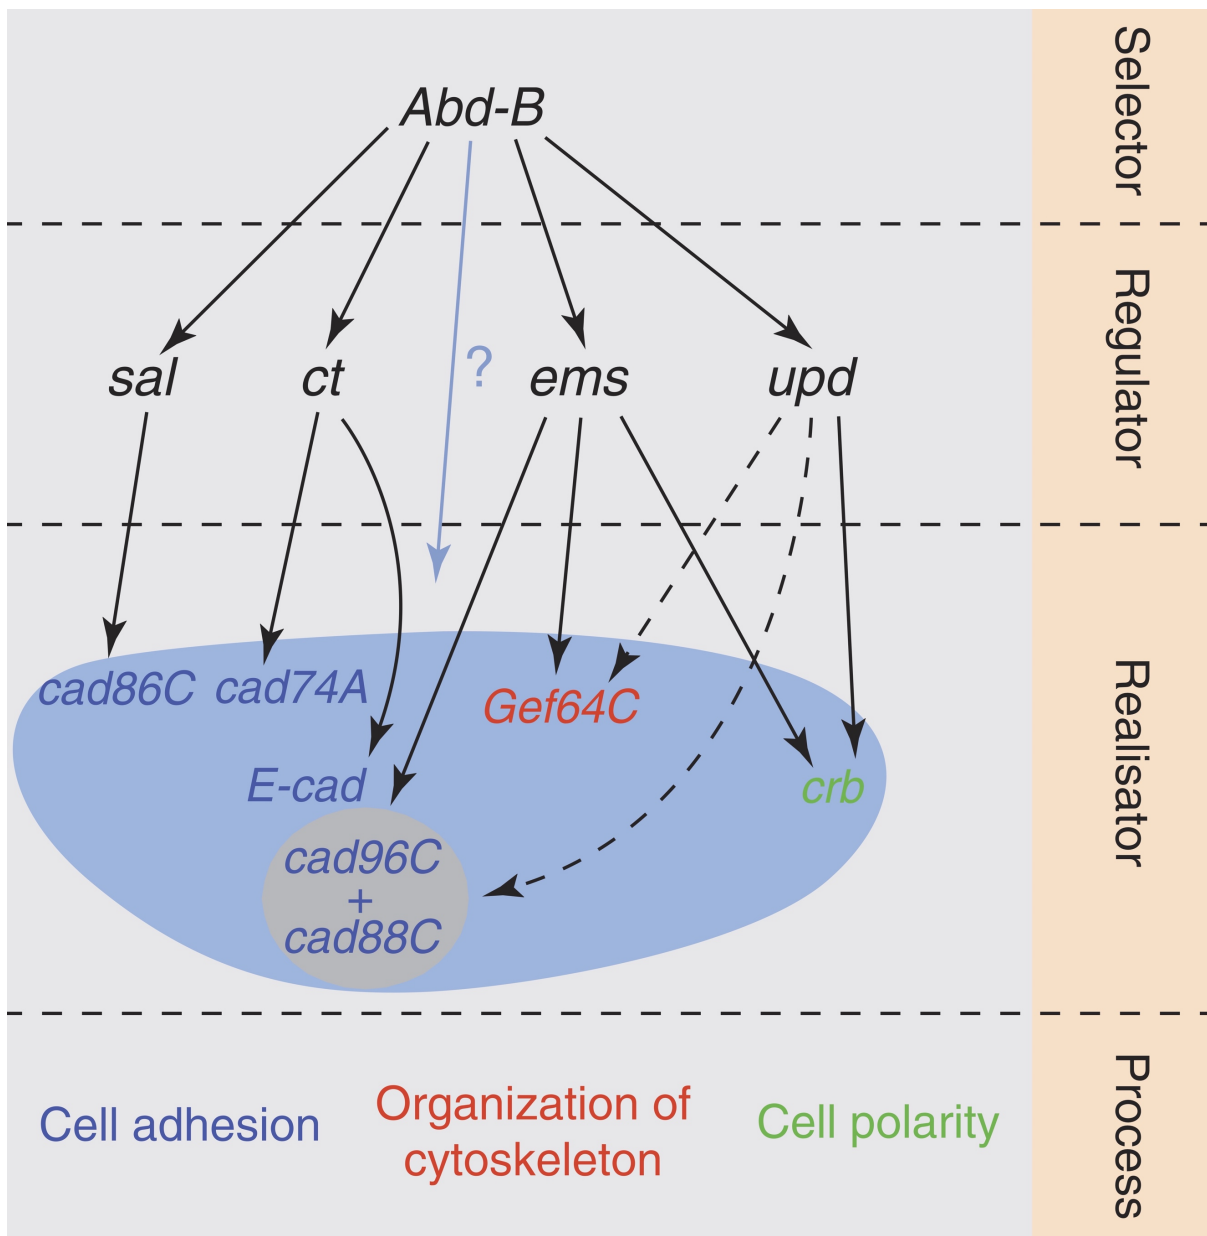 Abd-B
Selector
sal ct ? ems upd
Regulator
cad86C cad74A Gef64C
E-cad crb
cad96C
+
cad88C
Realisator
Cell adhesion
Organization of
cytoskeleton
Cell polarity
Process